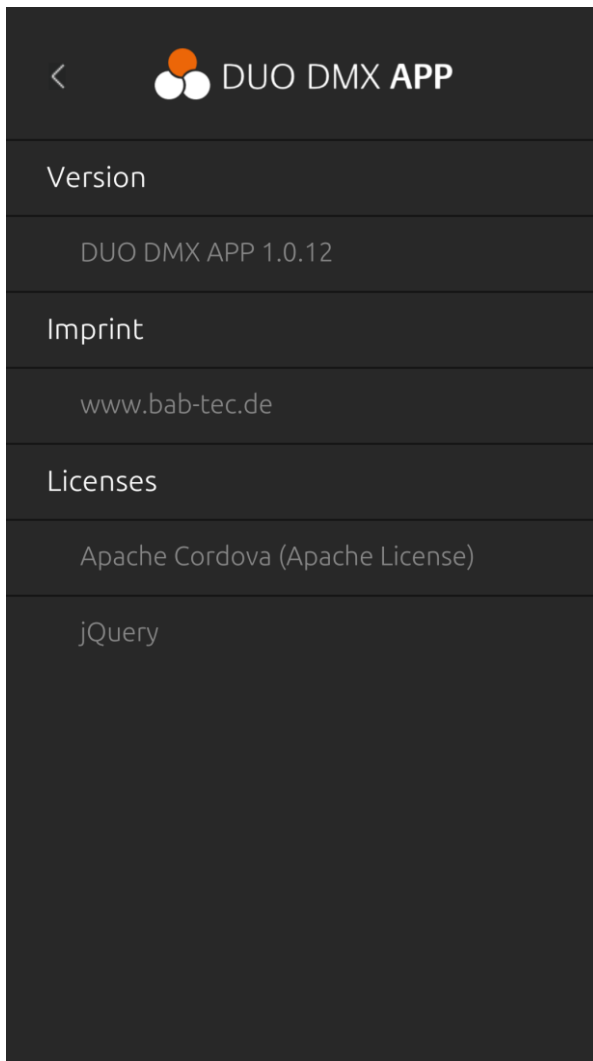 DUO DMX APP
Version
DUO DMX APP 1.0.12
Imprint
www.bab-tec.de
Licenses
Apache Cordova (Apache License)
jQuery